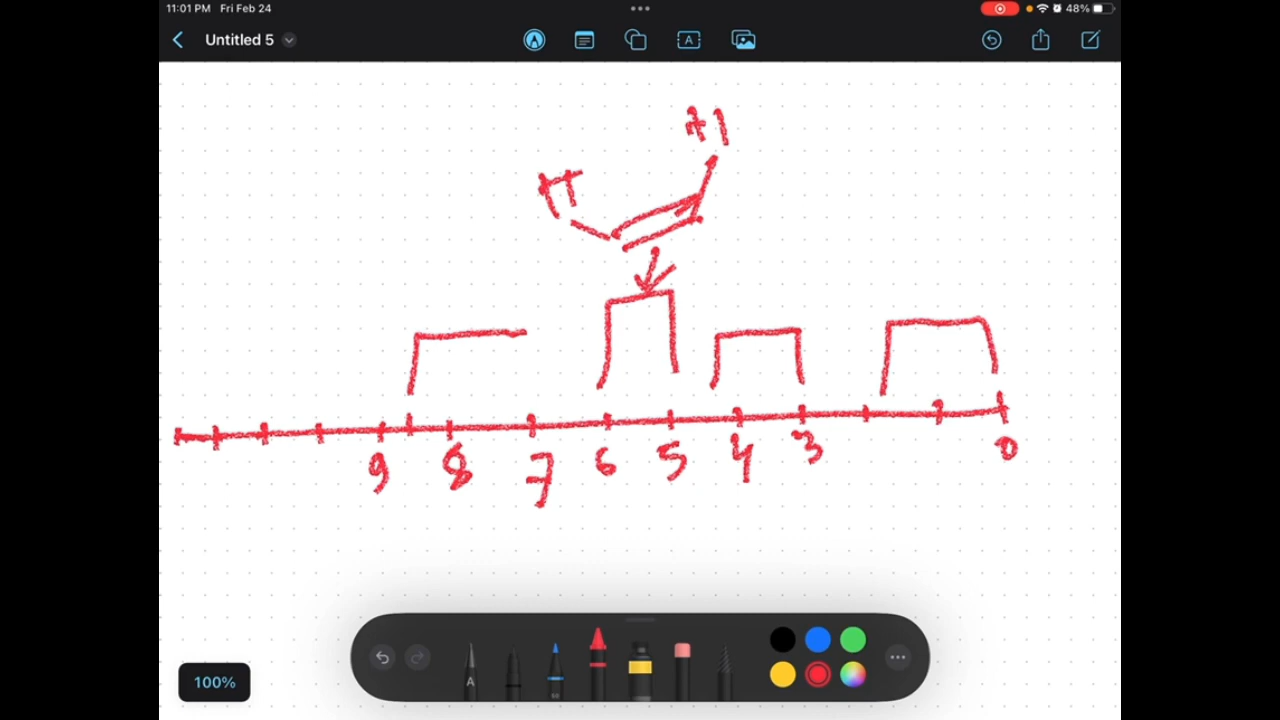 11:01 PM Fri Feb 24
48%
Untitled 5
H
H
9 8 7 6 5 4 3 0
A
100%